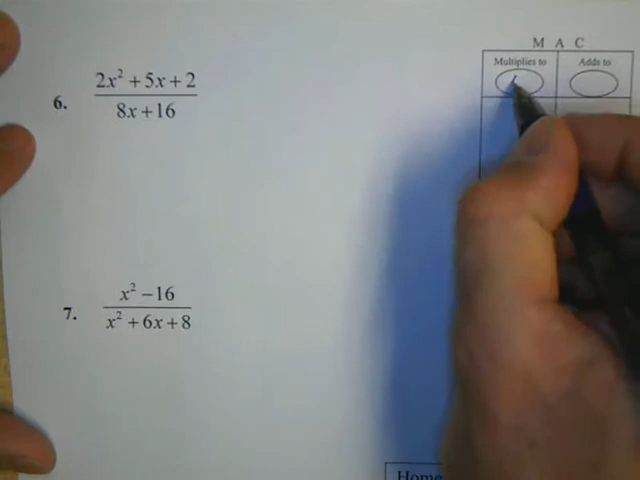 M A C
Multiplies to Adds to
6. 2x² + 5x + 2
8x + 16
7. x² − 16
x² + 6x + 8
Home